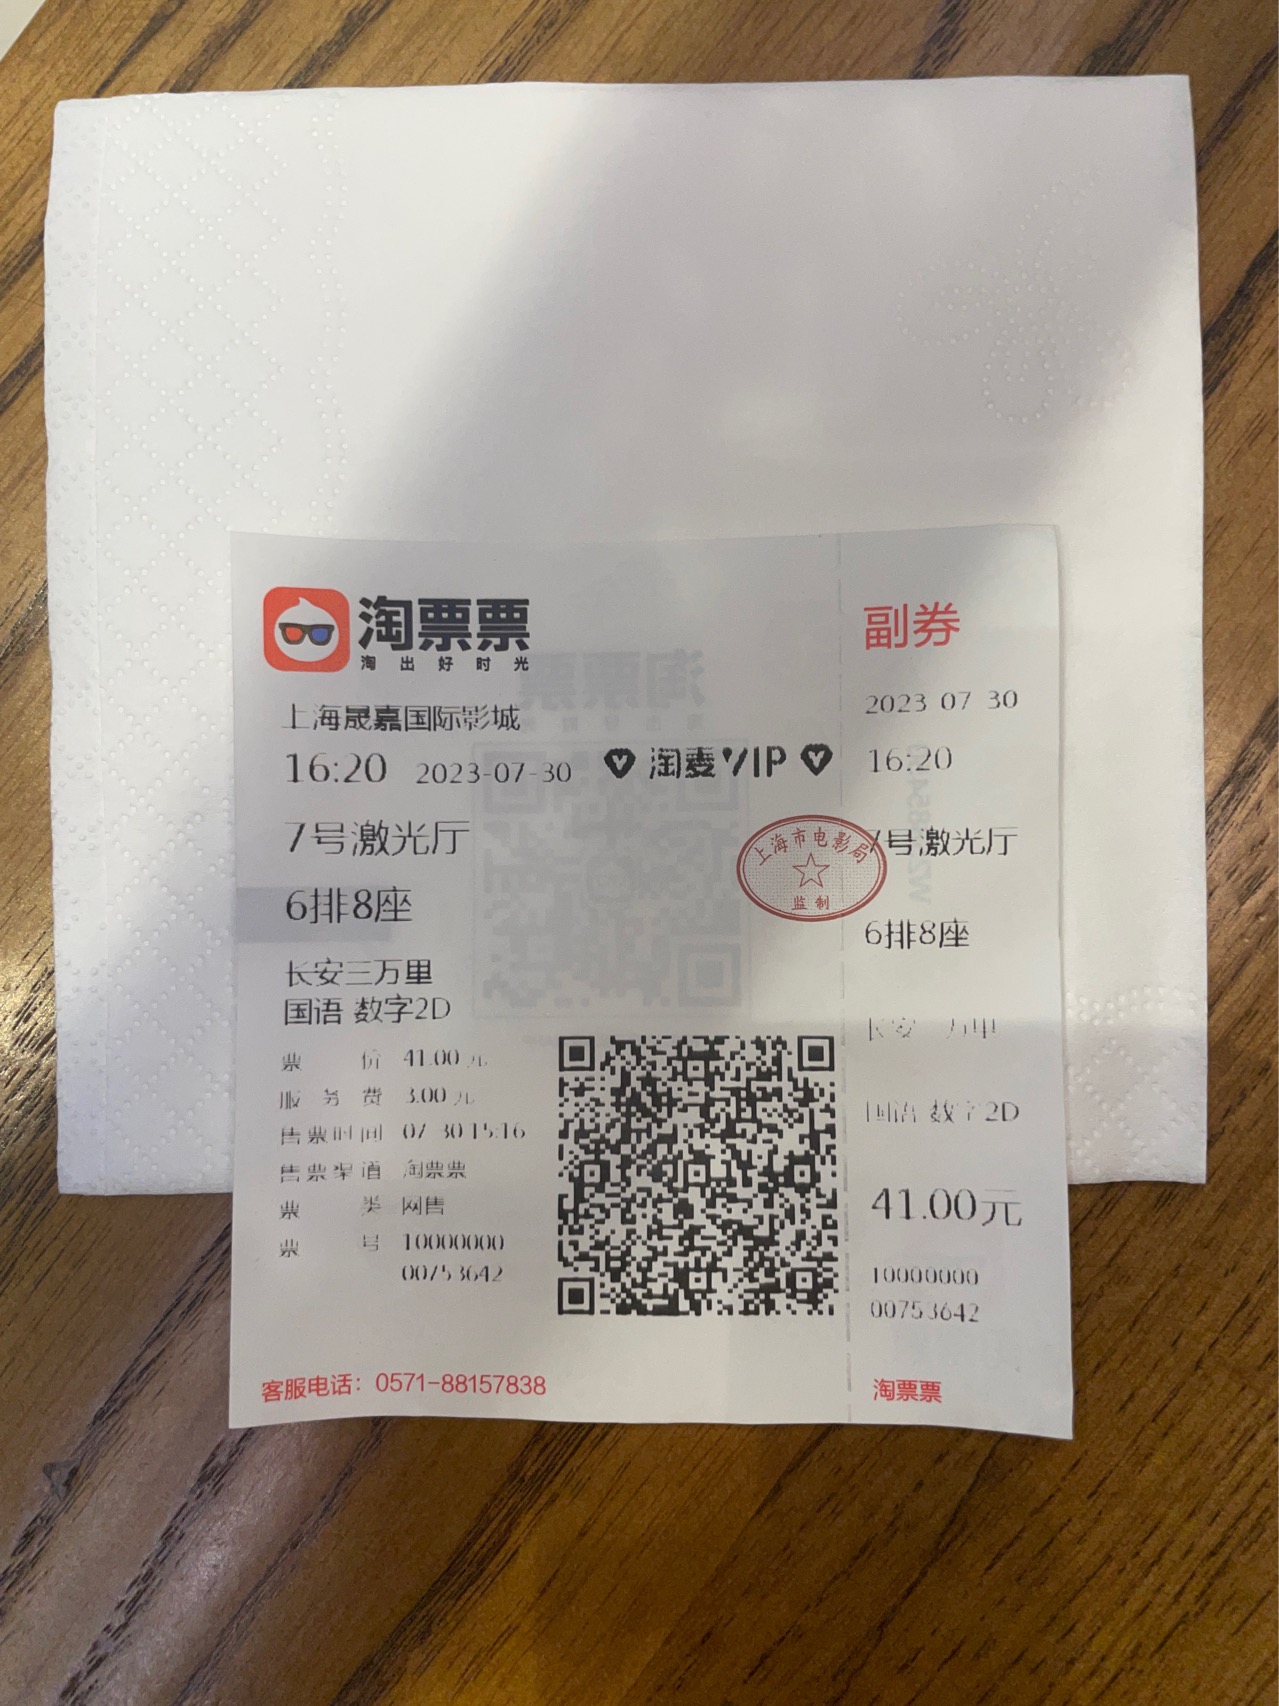 淘票票
淘出好时光
上海晟嘉国际影城
16:20 2023-07-30
淘麦VIP
7号激光厅
6排8座
长安三万里
国语 数字2D
票价 41.00元
服务费 3.00元
售票时间 07-30 15:16
售票渠道 淘票票
票类 网售
票号 10000000
00753642
客服电话：0571-88157838
上海市电影局
监制
副券
2023-07-30
16:20
7号激光厅
6排8座
长安三万里
国语 数字2D
41.00元
10000000
00753642
淘票票